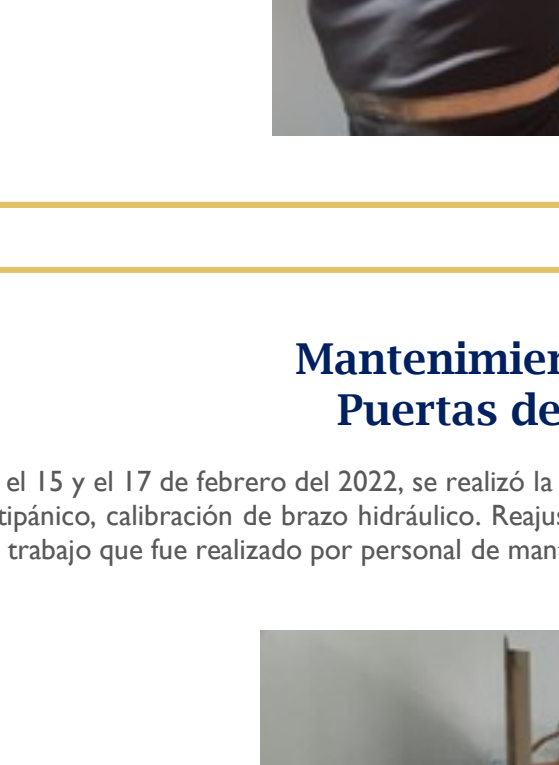 Mantenimier
Puertas de
el 15 y el 17 de febrero del 2022, se realizó la
tipánico, calibración de brazo hidráulico. Reajus
trabajo que fue realizado por personal de man